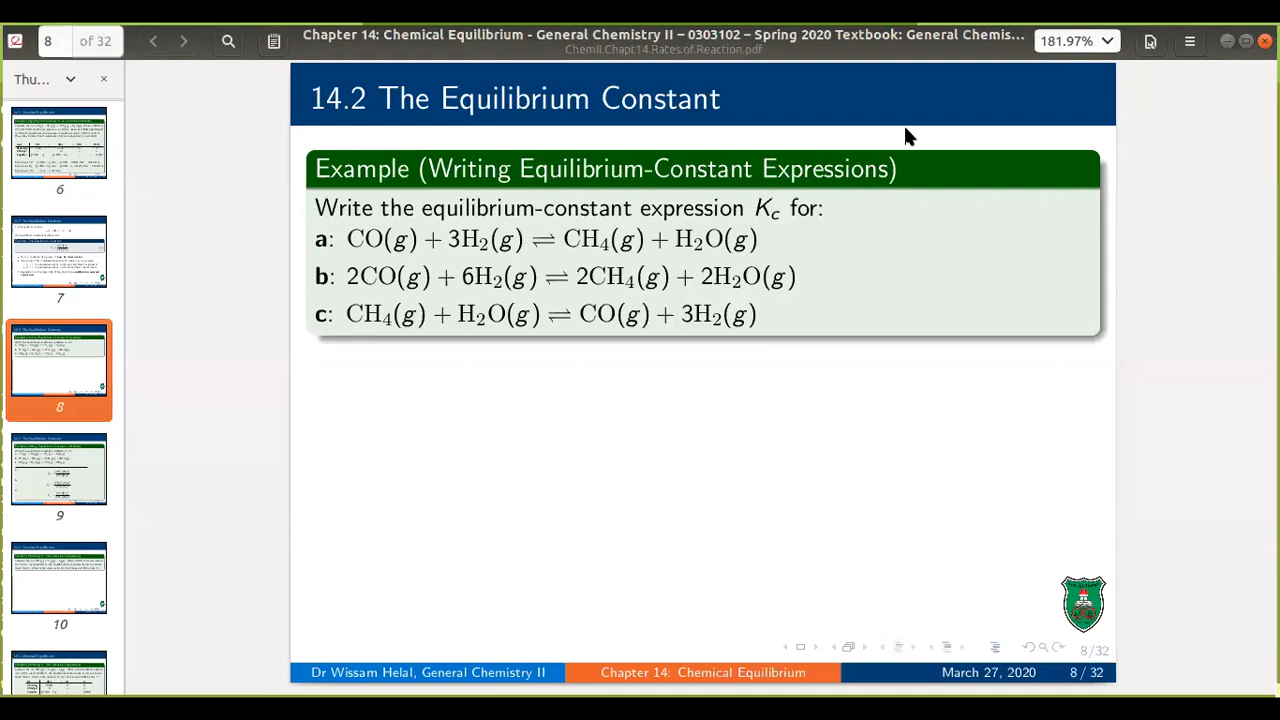 8 of 32
Chapter 14: Chemical Equilibrium - General Chemistry II – 0303102 – Spring 2020 Textbook: General Chemis...
ChemII.Chapt14.Rates.of.Reaction.pdf
181.97%
Thu...
6
7
8
9
10
14.2 The Equilibrium Constant
Example (Writing Equilibrium-Constant Expressions)
Write the equilibrium-constant expression K_c for:
a: CO(g) + 3H₂(g) ⇌ CH₄(g) + H₂O(g)
b: 2CO(g) + 6H₂(g) ⇌ 2CH₄(g) + 2H₂O(g)
c: CH₄(g) + H₂O(g) ⇌ CO(g) + 3H₂(g)
8/32
Dr Wissam Helal, General Chemistry II
Chapter 14: Chemical Equilibrium
March 27, 2020
8 / 32